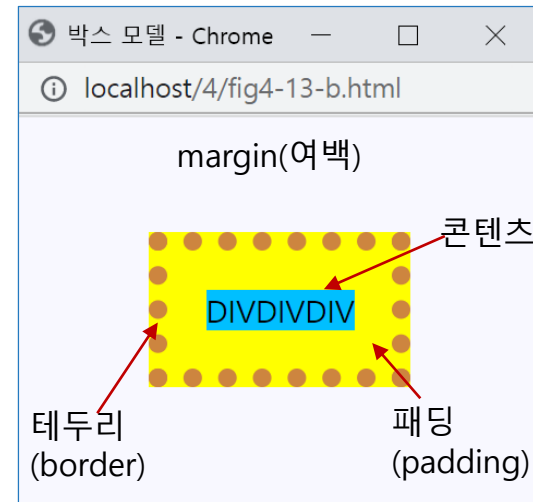 박스 모델 - Chrome
localhost/4/fig4-13-b.html
margin(여백)
콘텐츠
DIVDIVDIV
테두리
(border)
패딩
(padding)